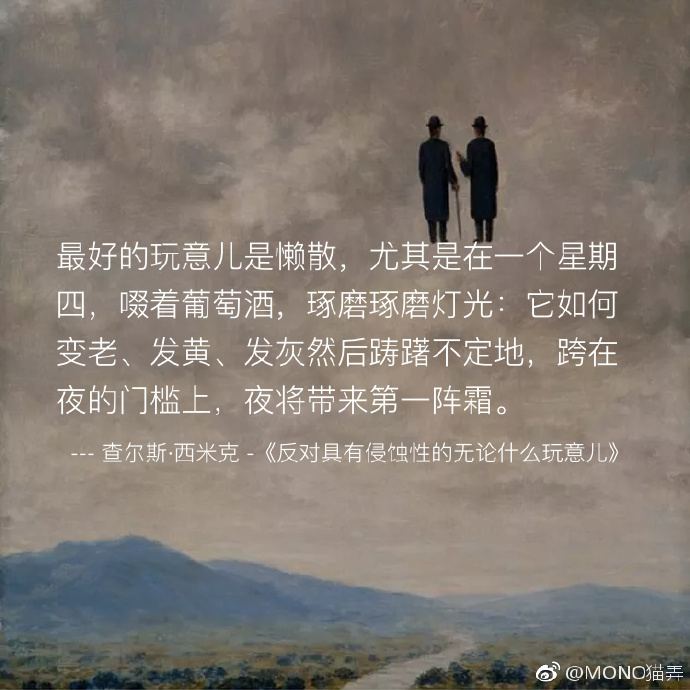 最好的玩意儿是懒散，尤其是在一个星期
四，啜着葡萄酒，琢磨琢磨灯光：它如何
变老、发黄、发灰然后踌躇不定地，跨在
夜的门槛上，夜将带来第一阵霜。
--- 查尔斯·西米克 -《反对具有侵蚀性的无论什么玩意儿》
@MONO猫弄